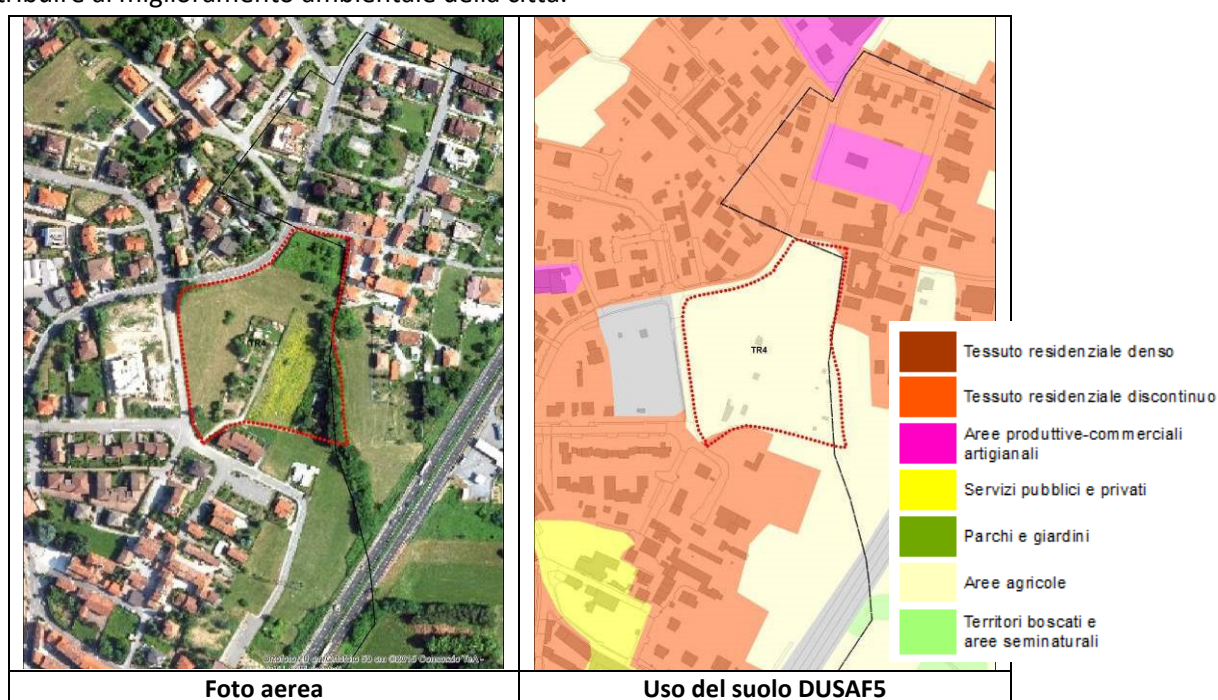 tribuire al miglioramento ambientale della città.
TR4
TR4
Tessuto residenziale denso
Tessuto residenziale discontinuo
Aree produttive-commerciali
artigianali
Servizi pubblici e privati
Parchi e giardini
Aree agricole
Territori boscati e
aree seminaturali
Foto aerea
Uso del suolo DUSAF5